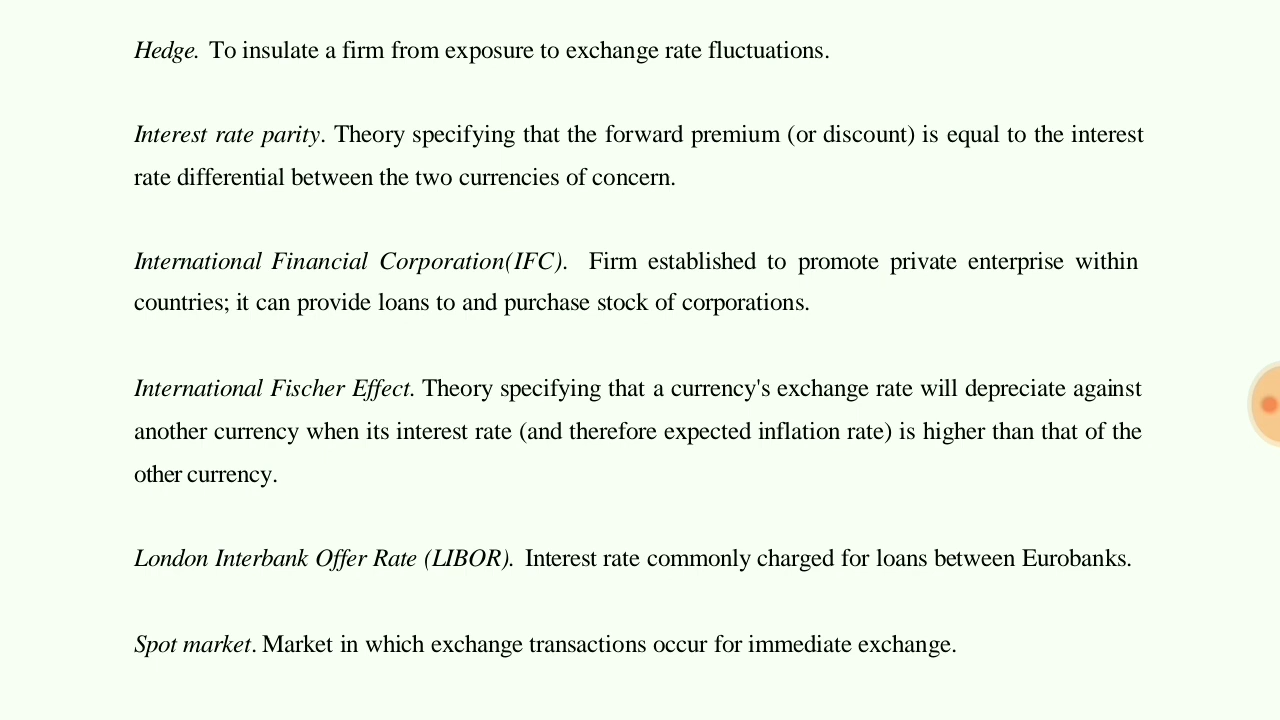 Hedge. To insulate a firm from exposure to exchange rate fluctuations.
Interest rate parity. Theory specifying that the forward premium (or discount) is equal to the interest
rate differential between the two currencies of concern.
International Financial Corporation(IFC). Firm established to promote private enterprise within
countries; it can provide loans to and purchase stock of corporations.
International Fischer Effect. Theory specifying that a currency's exchange rate will depreciate against
another currency when its interest rate (and therefore expected inflation rate) is higher than that of the
other currency.
London Interbank Offer Rate (LIBOR). Interest rate commonly charged for loans between Eurobanks.
Spot market. Market in which exchange transactions occur for immediate exchange.